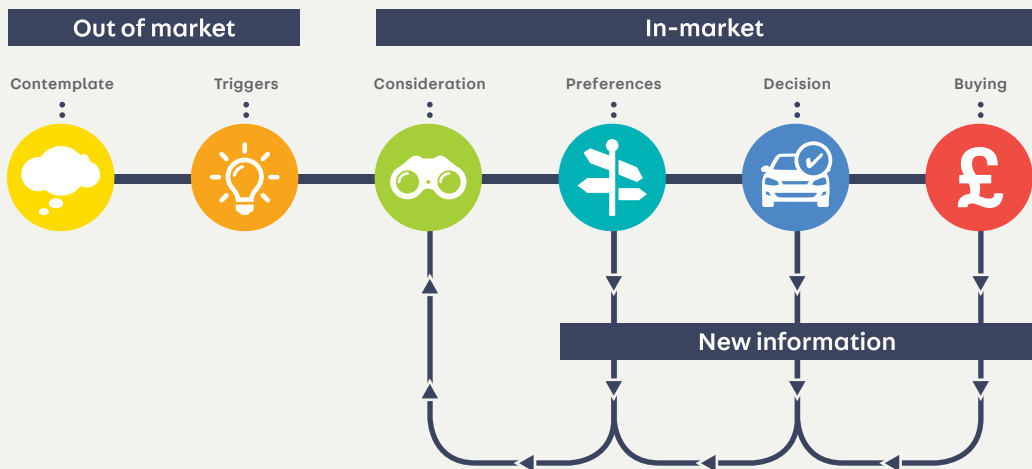 Out of market
In-market
Contemplate
Triggers
Consideration
Preferences
Decision
Buying
£
New information